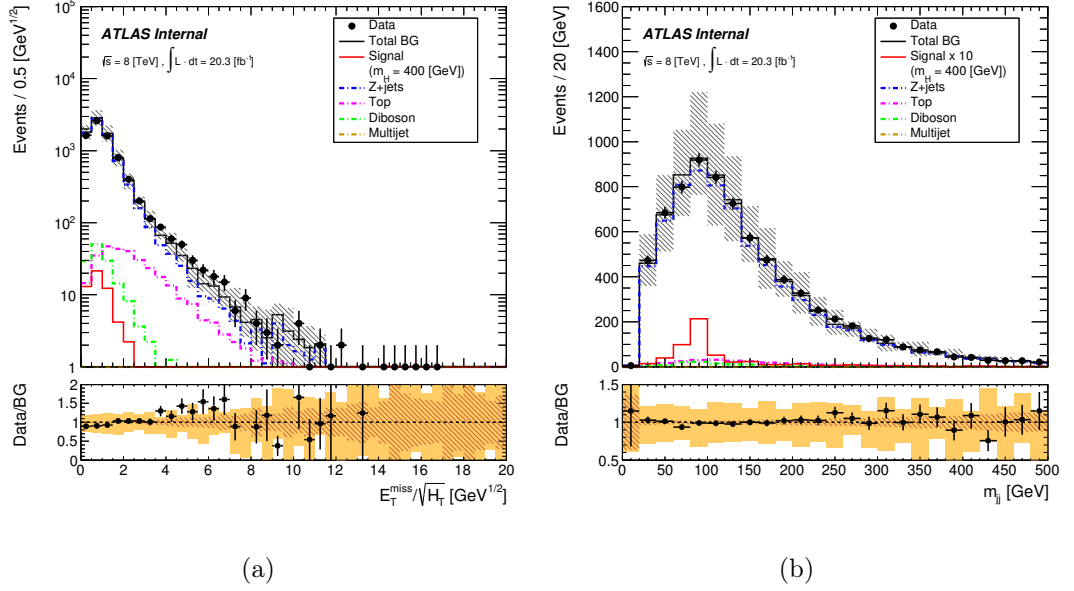 Events / 0.5 [GeV^{1/2}]
10^5
10^4
10^3
10^2
10
1
ATLAS Internal
√s = 8 [TeV] , ∫L · dt = 20.3 [fb^{-1}]
Data
Total BG
Signal
(m_H = 400 [GeV])
Z+jets
Top
Diboson
Multijet
Data/BG
2
1.5
1
0.5
0
0 2 4 6 8 10 12 14 16 18 20
E_T^{miss}/√H_T [GeV^{1/2}]
(a)
Events / 20 [GeV]
1600
1400
1200
1000
800
600
400
200
0
ATLAS Internal
√s = 8 [TeV] , ∫L · dt = 20.3 [fb^{-1}]
Data
Total BG
Signal x 10
(m_H = 400 [GeV])
Z+jets
Top
Diboson
Multijet
Data/BG
1.5
1
0.5
0 50 100 150 200 250 300 350 400 450 500
m_{jj} [GeV]
(b)